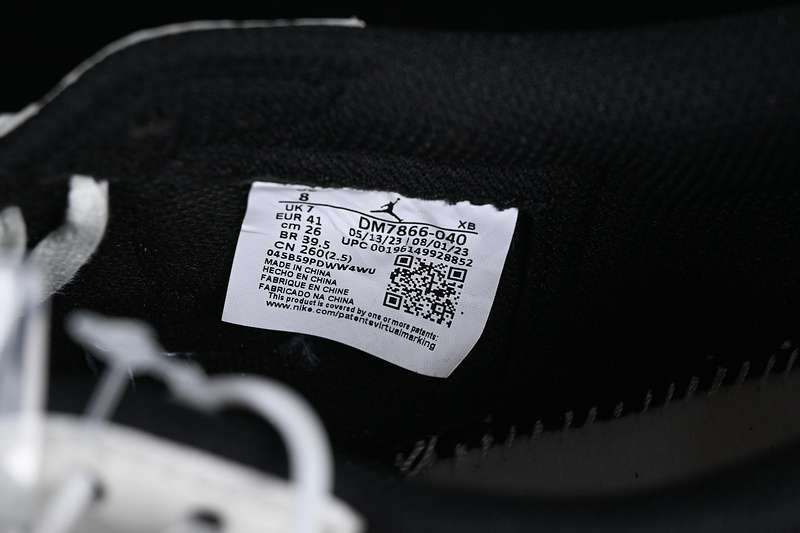 8
UK 7
EUR 41
cm 26
BR 39.5
CN 260(2.5)
XB
DM7866-040
05/13/23 | 08/01/23
UPC 00196149928852
045B59PDWW4WU
MADE IN CHINA
HECHO EN CHINA
FABRIQUE EN CHINE
FABRICADO NA CHINA
This product is covered by one or more patents:
www.nike.com/patentsvirtualmarking